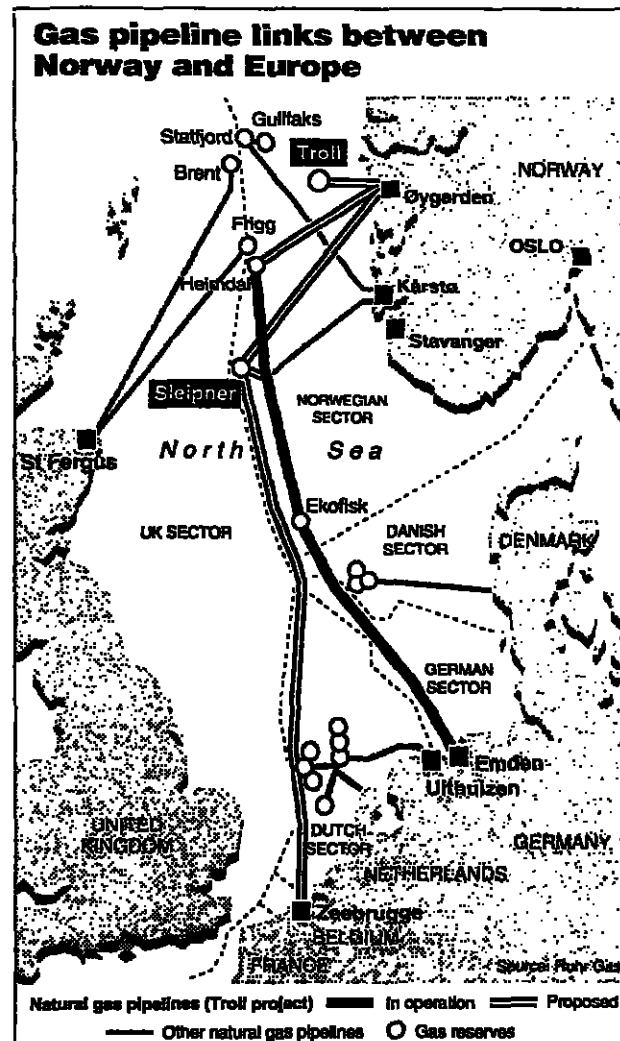 Gas pipeline links between
Norway and Europe
Statfjord
Gullfaks
Troll
Brent
NORWAY
Øygarden
Frigg
OSLO
Heimdal
Kårstø
Stavanger
Sleipner
NORWEGIAN
SECTOR
St Fergus
North Sea
Ekofisk
UK SECTOR
DANISH
SECTOR
DENMARK
GERMAN
SECTOR
Emden
Uithuizen
UNITED
KINGDOM
DUTCH
SECTOR
GERMANY
NETHERLANDS
Zeebrugge
BELGIUM
FRANCE
Source: Ruhr Gas
Natural gas pipelines (Troll project) In operation Proposed
Other natural gas pipelines Gas reserves